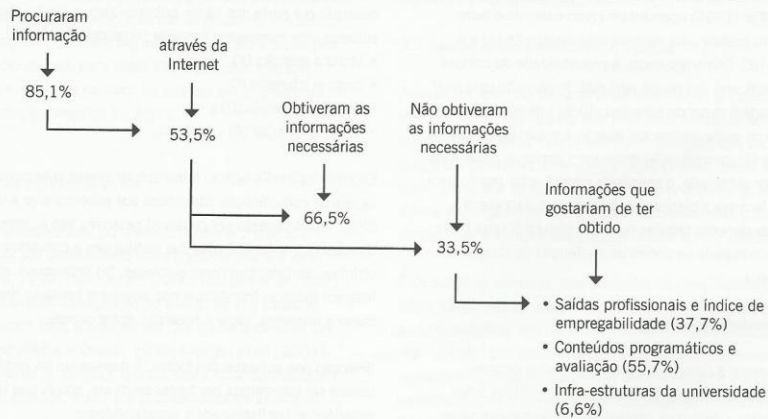 Procuraram
informação
através da
Internet
85,1%
53,5%
Obtiveram as
informações
necessárias
Não obtiveram
as informações
necessárias
66,5%
33,5%
Informações que
gostariam de ter
obtido
• Saídas profissionais e índice de
empregabilidade (37,7%)
• Conteúdos programáticos e
avaliação (55,7%)
• Infra-estruturas da universidade
(6,6%)